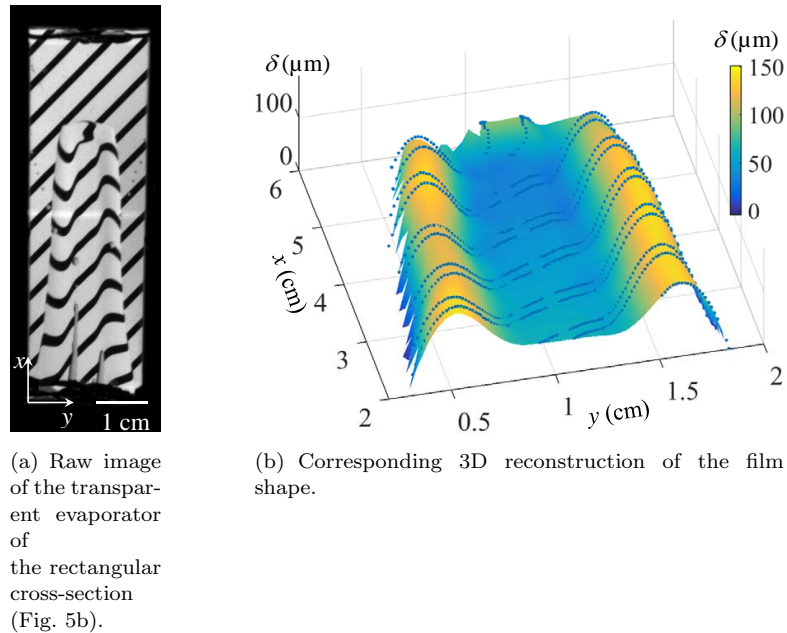 δ (μm)
δ (μm)
150
100
100
50
0
0
6
5
x (cm)
4
3
2
0.5
1
y (cm)
1.5
2
x
y
1 cm
(a) Raw image
of the transpar-
ent evaporator
of
the rectangular
cross-section
(Fig. 5b).
(b) Corresponding 3D reconstruction of the film
shape.